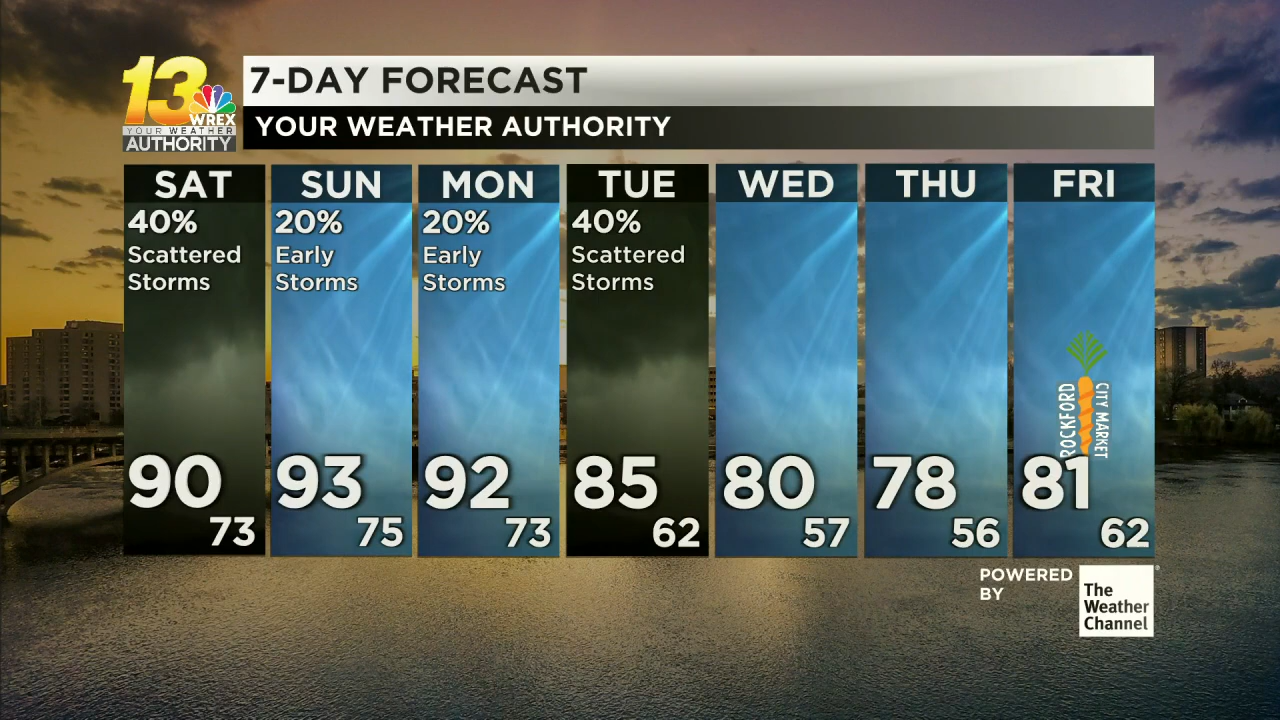 13
WREX
YOUR WEATHER
AUTHORITY
7-DAY FORECAST
YOUR WEATHER AUTHORITY
SAT
40%
Scattered
Storms
90
73
SUN
20%
Early
Storms
93
75
MON
20%
Early
Storms
92
73
TUE
40%
Scattered
Storms
85
62
WED
80
57
THU
78
56
FRI
ROCKFORD
CITY MARKET
81
62
POWERED
BY
The
Weather
Channel